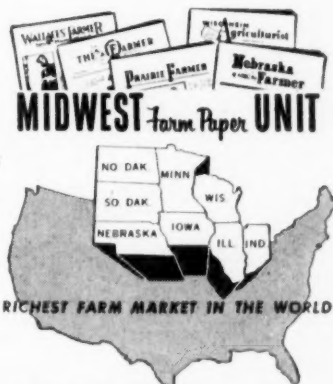 WALLACES FARMER
THE FARMER
PRAIRIE FARMER
WISCONSIN
Agriculturist
Nebraska
Farmer
MIDWEST Farm Paper UNIT
NO DAK.
MINN
SO DAK.
WIS.
NEBRASKA
IOWA
ILL.
IND.
RICHEST FARM MARKET IN THE WORLD